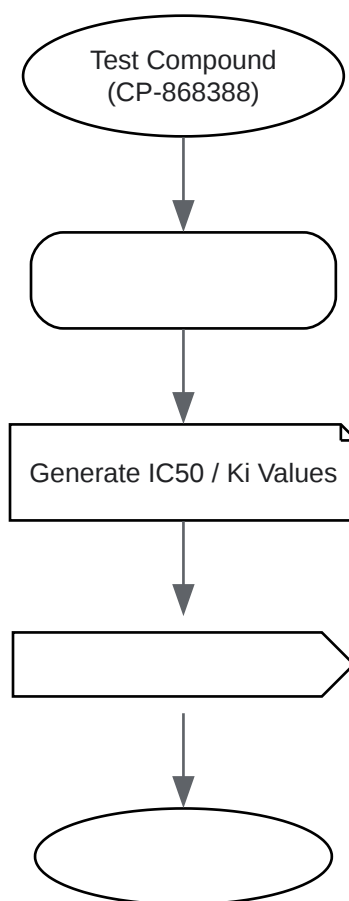 Test Compound
(CP-868388)
Generate IC50 / Ki Values